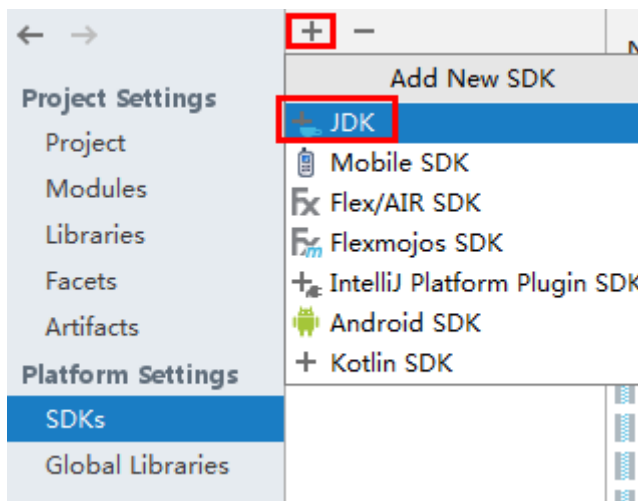 Project Settings
Project
Modules
Libraries
Facets
Artifacts
Platform Settings
SDKs
Global Libraries
Add New SDK
JDK
Mobile SDK
Flex/AIR SDK
Flexmojos SDK
IntelliJ Platform Plugin SDK
Android SDK
Kotlin SDK